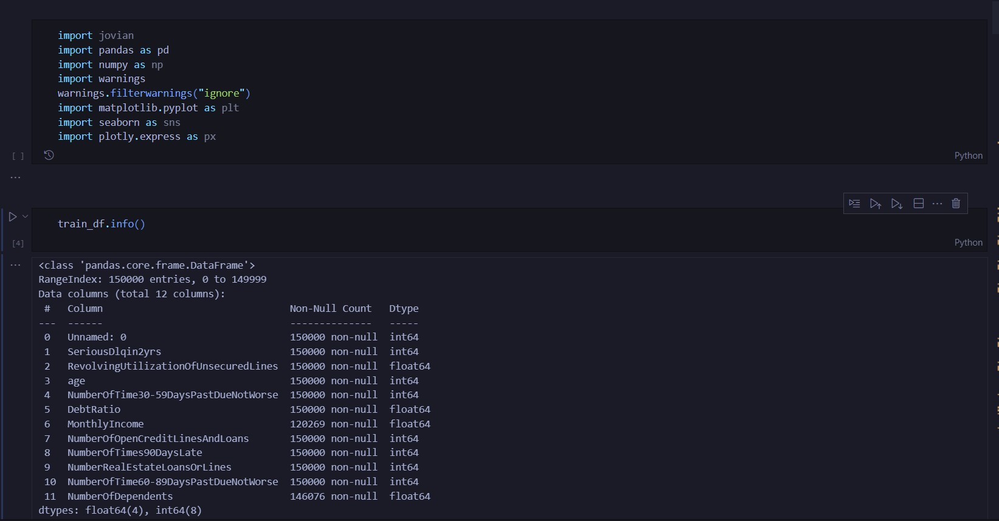 import jovian
import pandas as pd
import numpy as np
import warnings
warnings.filterwarnings("ignore")
import matplotlib.pyplot as plt
import seaborn as sns
import plotly.express as px
[ ]
Python
...
train_df.info()
[4]
Python
...
<class 'pandas.core.frame.DataFrame'>
RangeIndex: 150000 entries, 0 to 149999
Data columns (total 12 columns):
 #   Column                                Non-Null Count   Dtype
---  ------                                --------------   -----
 0   Unnamed: 0                            150000 non-null  int64
 1   SeriousDlqin2yrs                      150000 non-null  int64
 2   RevolvingUtilizationOfUnsecuredLines  150000 non-null  float64
 3   age                                   150000 non-null  int64
 4   NumberOfTime30-59DaysPastDueNotWorse  150000 non-null  int64
 5   DebtRatio                             150000 non-null  float64
 6   MonthlyIncome                         120269 non-null  float64
 7   NumberOfOpenCreditLinesAndLoans       150000 non-null  int64
 8   NumberOfTimes90DaysLate               150000 non-null  int64
 9   NumberRealEstateLoansOrLines          150000 non-null  int64
 10  NumberOfTime60-89DaysPastDueNotWorse  150000 non-null  int64
 11  NumberOfDependents                    146076 non-null  float64
dtypes: float64(4), int64(8)